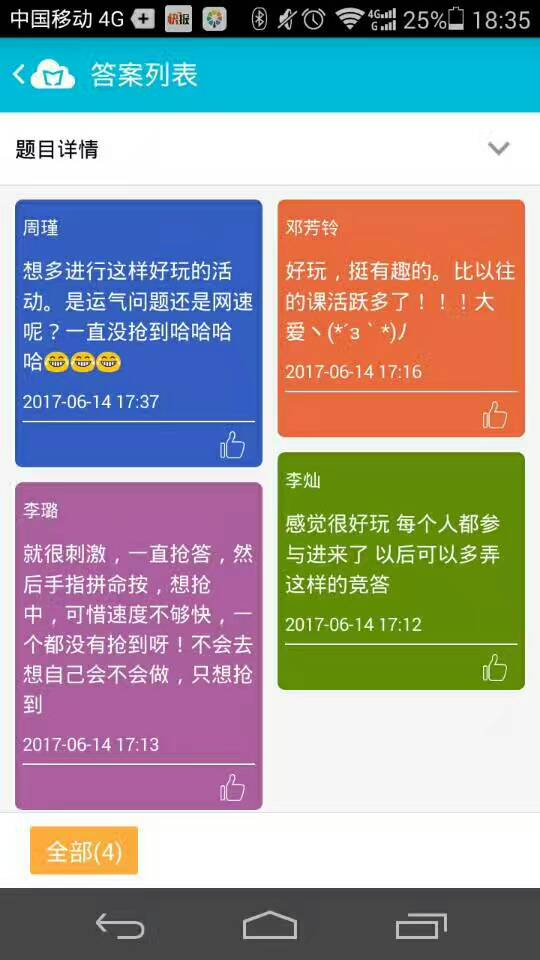 中国移动 4G 快报 4G G 25% 18:35
答案列表
题目详情
周瑾
想多进行这样好玩的活
动。是运气问题还是网速
呢？一直没抢到哈哈哈
哈😁😁😁
2017-06-14 17:37
邓芳铃
好玩，挺有趣的。比以往
的课活跃多了！！！大
爱丶(*´з｀*)ﾉ
2017-06-14 17:16
李璐
就很刺激，一直抢答，然
后手指拼命按，想抢
中，可惜速度不够快，一
个都没有抢到呀！不会去
想自己会不会做，只想抢
到
2017-06-14 17:13
李灿
感觉很好玩 每个人都参
与进来了 以后可以多弄
这样的竞答
2017-06-14 17:12
全部(4)